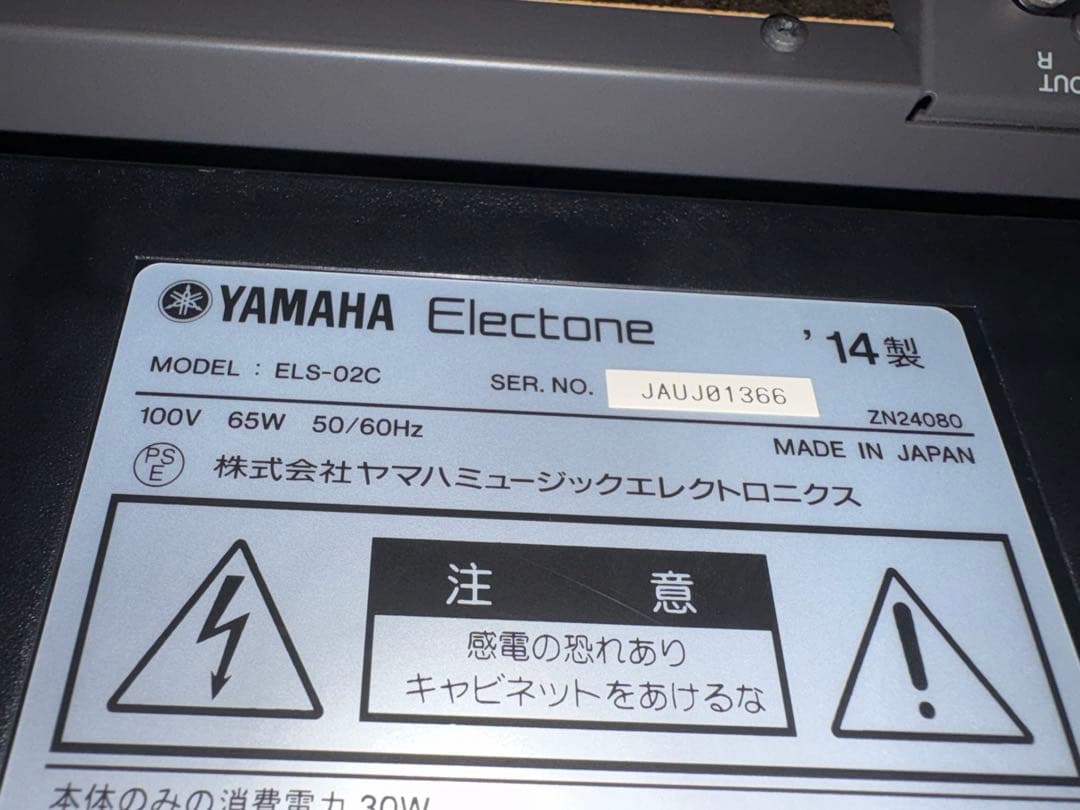 OUT
R
YAMAHA Electone '14製
MODEL : ELS-02C SER. NO. JAUJ01366
100V 65W 50/60Hz ZN24080
MADE IN JAPAN
PSE 株式会社ヤマハミュージックエレクトロニクス
注意
感電の恐れあり
キャビネットをあけるな
本体のみの消費電力 30W